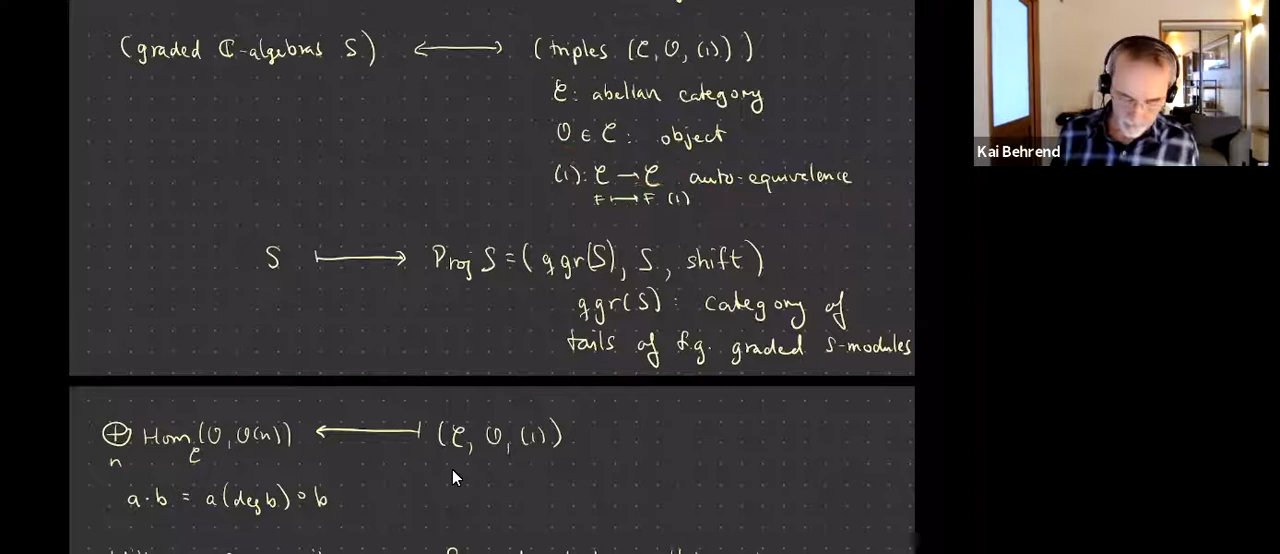 (graded ℂ-algebras S) ⟷ (triples (𝒞, 𝒪, (1)))
𝒞: abelian category
𝒪 ∈ 𝒞: object
(1): 𝒞 → 𝒞 auto-equivalence
F ⟼ F(1)
S ⟼ Proj S = (qgr(S), S, shift)
qgr(S): category of
tails of f.g. graded S-modules
⊕ Hom (𝒪, 𝒪(n)) ⟻ (𝒞, 𝒪, (1))
n 𝒞
a·b = a(deg b) ∘ b
Kai Behrend